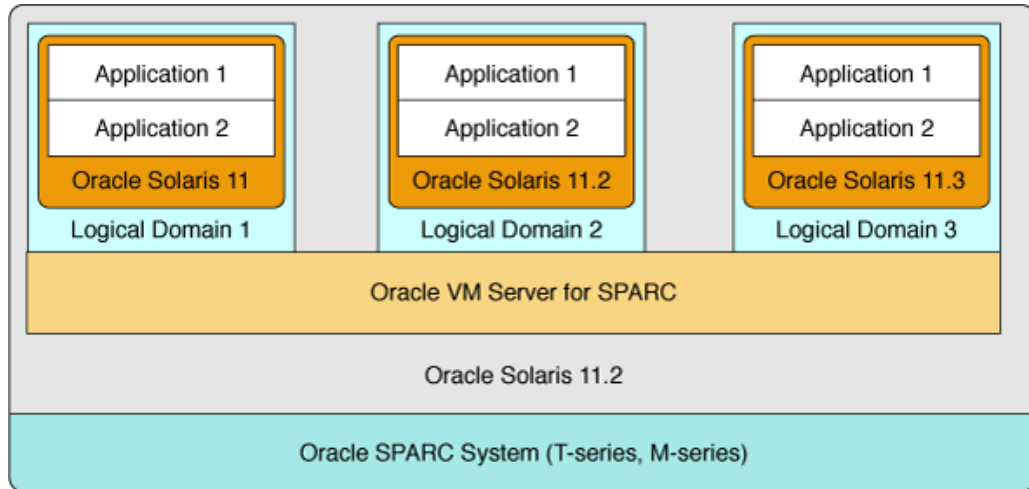 Application 1
Application 2
Oracle Solaris 11
Logical Domain 1
Application 1
Application 2
Oracle Solaris 11.2
Logical Domain 2
Application 1
Application 2
Oracle Solaris 11.3
Logical Domain 3
Oracle VM Server for SPARC
Oracle Solaris 11.2
Oracle SPARC System (T-series, M-series)